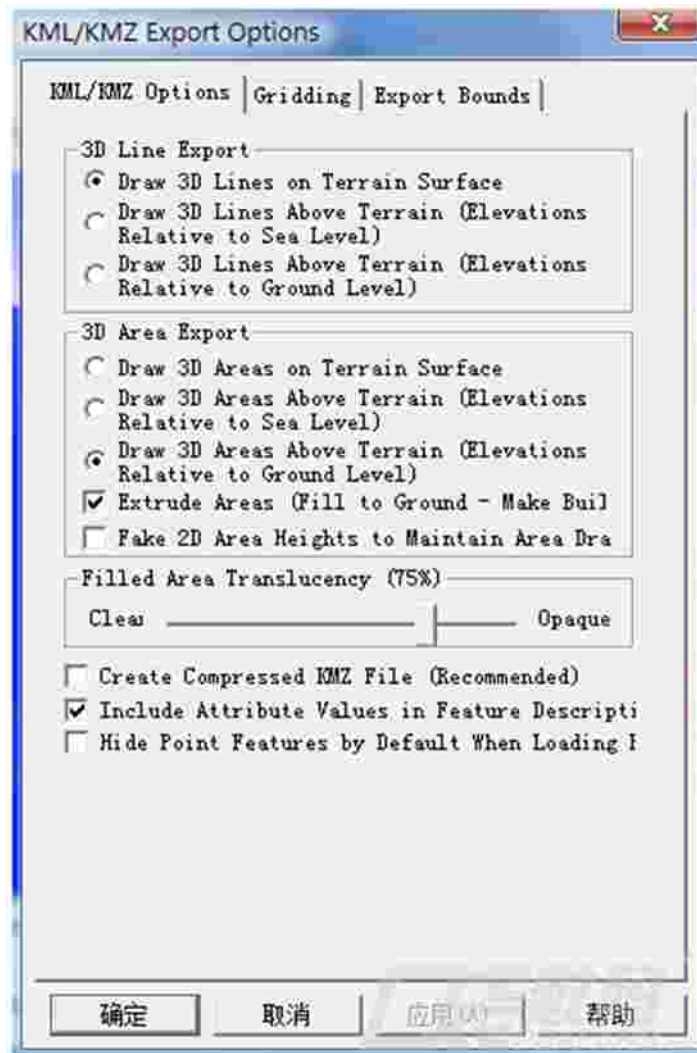 KML/KMZ Export Options
KML/KMZ Options
Gridding
Export Bounds
3D Line Export
Draw 3D Lines on Terrain Surface
Draw 3D Lines Above Terrain (Elevations
Relative to Sea Level)
Draw 3D Lines Above Terrain (Elevations
Relative to Ground Level)
3D Area Export
Draw 3D Areas on Terrain Surface
Draw 3D Areas Above Terrain (Elevations
Relative to Sea Level)
Draw 3D Areas Above Terrain (Elevations
Relative to Ground Level)
Extrude Areas (Fill to Ground - Make Buil
Fake 2D Area Heights to Maintain Area Dra
Filled Area Translucency (75%)
Clear Opaque
Create Compressed KMZ File (Recommended)
Include Attribute Values in Feature Descripti
Hide Point Features by Default When Loading
确定 取消 应用(A) 帮助